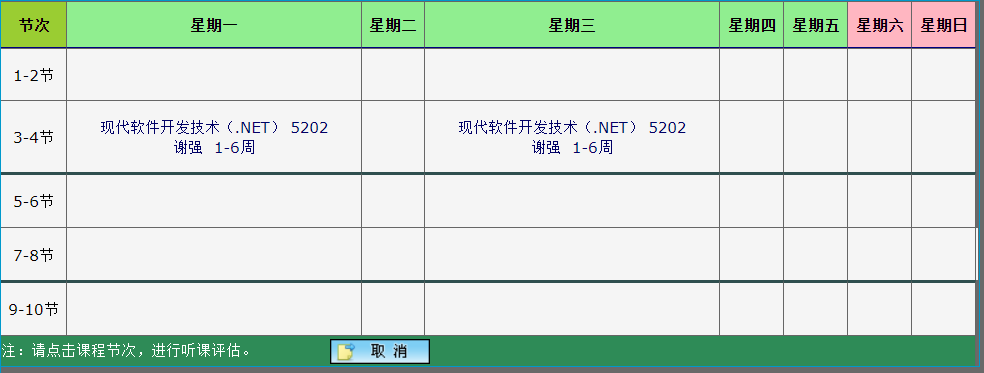 节次 星期一 星期二 星期三 星期四 星期五 星期六 星期日
1-2节
3-4节 现代软件开发技术（.NET） 5202 现代软件开发技术（.NET） 5202
谢强 1-6周 谢强 1-6周
5-6节
7-8节
9-10节
注：请点击课程节次，进行听课评估。 取 消